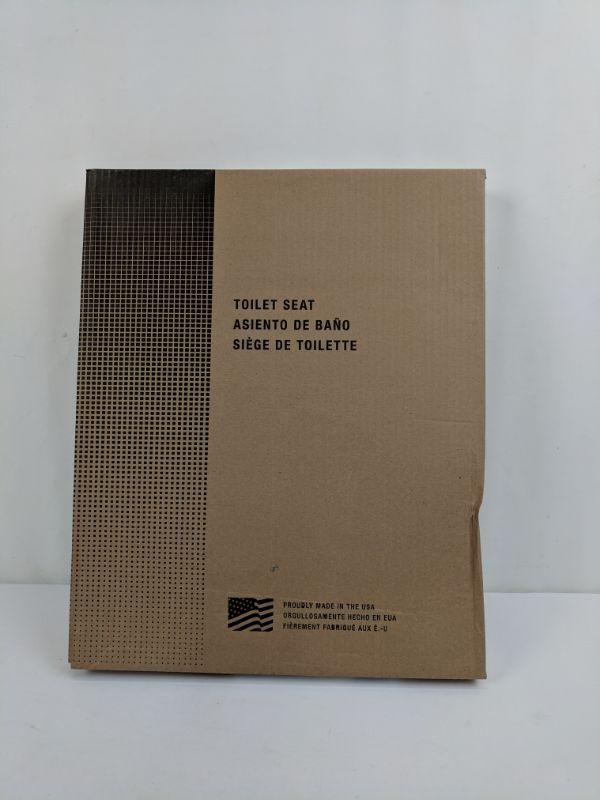 TOILET SEAT
ASIENTO DE BAÑO
SIÈGE DE TOILETTE
PROUDLY MADE IN THE USA
ORGULLOSAMENTE HECHO EN EUA
FIÈREMENT FABRIQUÉ AUX É.-U